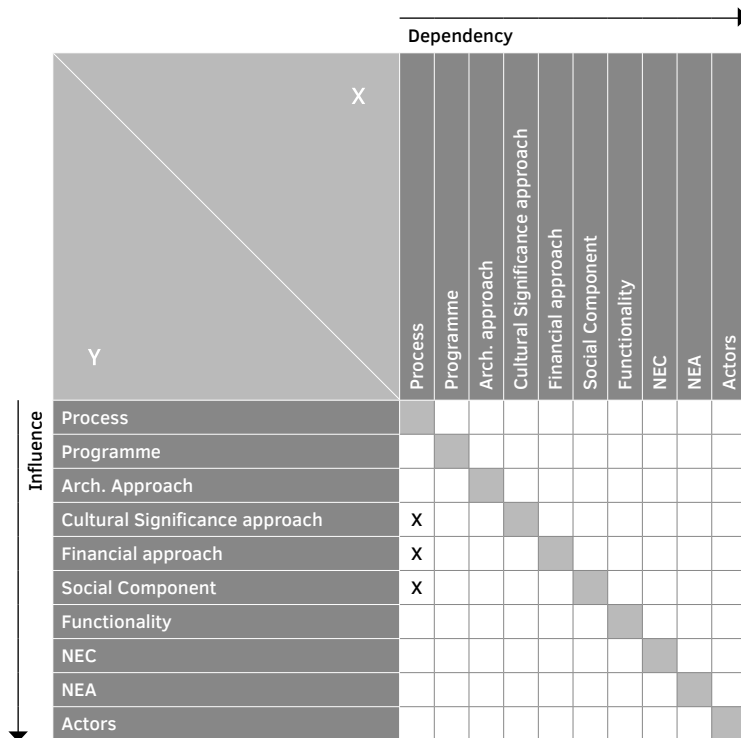 Dependency
X
Y
Process
Programme
Arch. approach
Cultural Significance approach
Financial approach
Social Component
Functionality
NEC
NEA
Actors
Influence
Process
Programme
Arch. Approach
Cultural Significance approach X
Financial approach X
Social Component X
Functionality
NEC
NEA
Actors